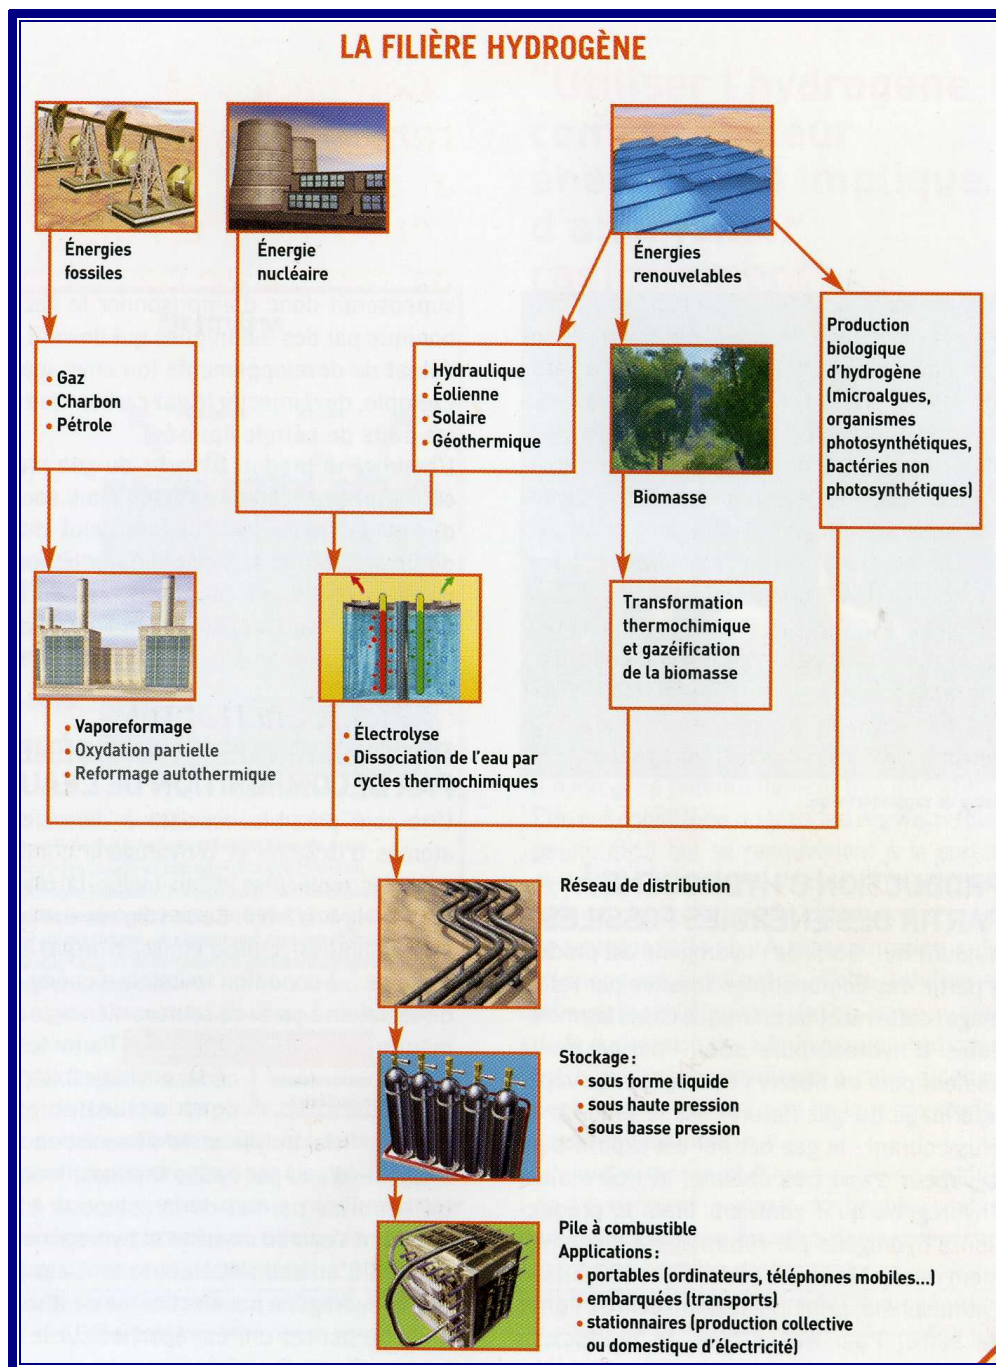 LA FILIÈRE HYDROGÈNE
Énergies
fossiles
Énergie
nucléaire
Énergies
renouvelables
• Gaz
• Charbon
• Pétrole
• Hydraulique
• Éolienne
• Solaire
• Géothermique
Biomasse
Production
biologique
d'hydrogène
(microalgues,
organismes
photosynthétiques,
bactéries non
photosynthétiques)
• Vaporeformage
• Oxydation partielle
• Reformage autothermique
• Électrolyse
• Dissociation de l'eau par
cycles thermochimiques
Transformation
thermochimique
et gazéification
de la biomasse
Réseau de distribution
Stockage :
• sous forme liquide
• sous haute pression
• sous basse pression
Pile à combustible
Applications :
• portables (ordinateurs, téléphones mobiles...)
• embarquées (transports)
• stationnaires (production collective
ou domestique d'électricité)